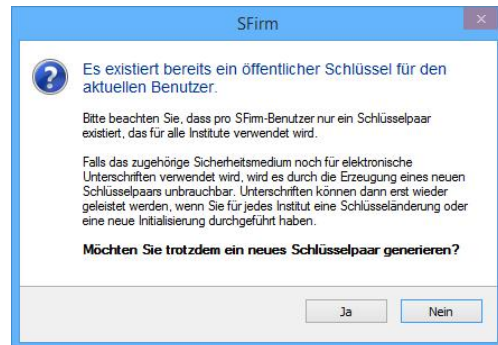 SFirm
Es existiert bereits ein öffentlicher Schlüssel für den
aktuellen Benutzer.
Bitte beachten Sie, dass pro SFirm-Benutzer nur ein Schlüsselpaar
existiert, das für alle Institute verwendet wird.
Falls das zugehörige Sicherheitsmedium noch für elektronische
Unterschriften verwendet wird, wird es durch die Erzeugung eines neuen
Schlüsselpaars unbrauchbar. Unterschriften können dann erst wieder
geleistet werden, wenn Sie für jedes Institut eine Schlüsseländerung oder
eine neue Initialisierung durchgeführt haben.
Möchten Sie trotzdem ein neues Schlüsselpaar generieren?
Ja Nein